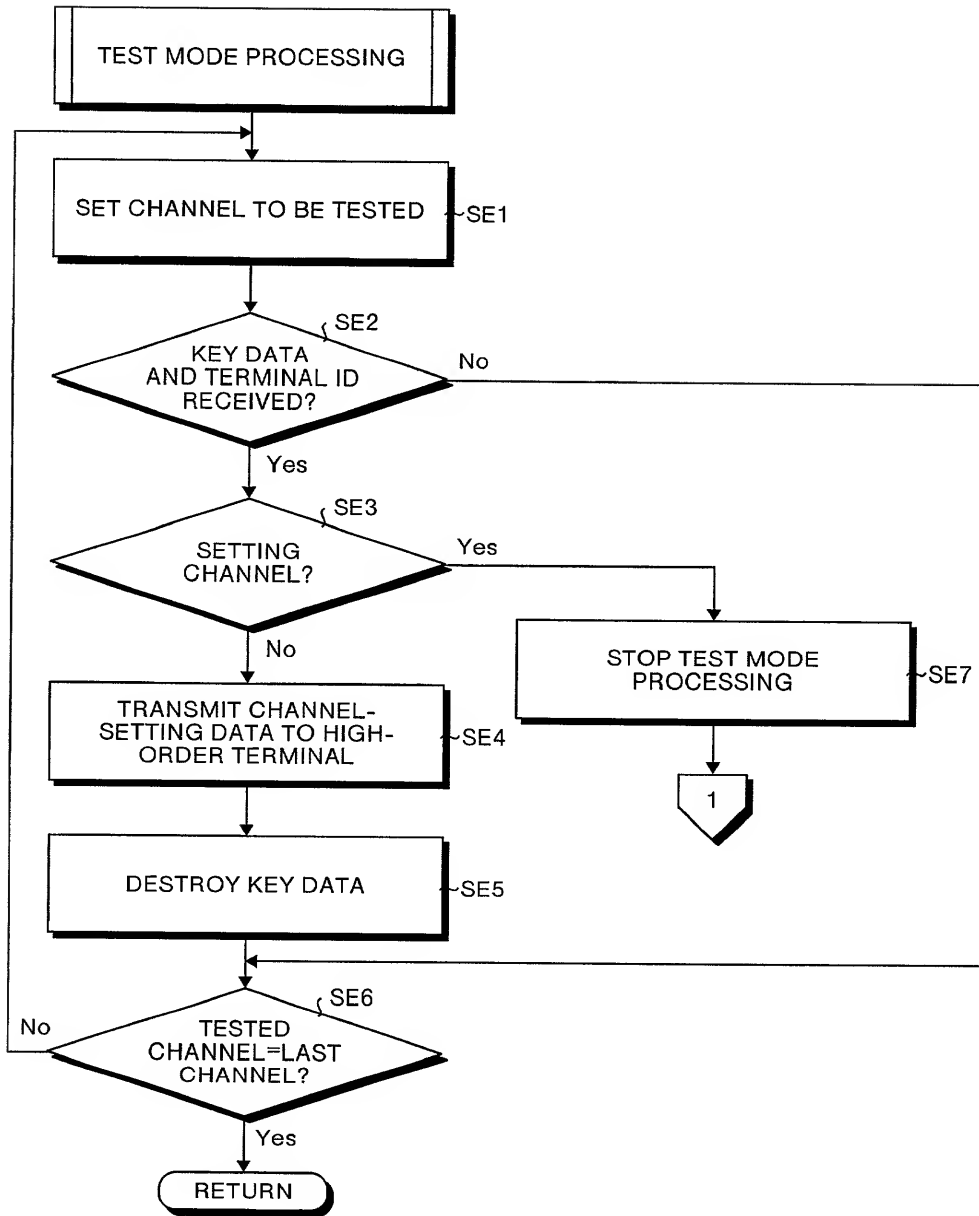 TEST MODE PROCESSING
SET CHANNEL TO BE TESTED
SE1
SE2
KEY DATA
AND TERMINAL ID
RECEIVED?
No
Yes
SE3
SETTING
CHANNEL?
Yes
No
STOP TEST MODE
PROCESSING
SE7
TRANSMIT CHANNEL-
SETTING DATA TO HIGH-
ORDER TERMINAL
SE4
1
DESTROY KEY DATA
SE5
SE6
No
TESTED
CHANNEL=LAST
CHANNEL?
Yes
RETURN